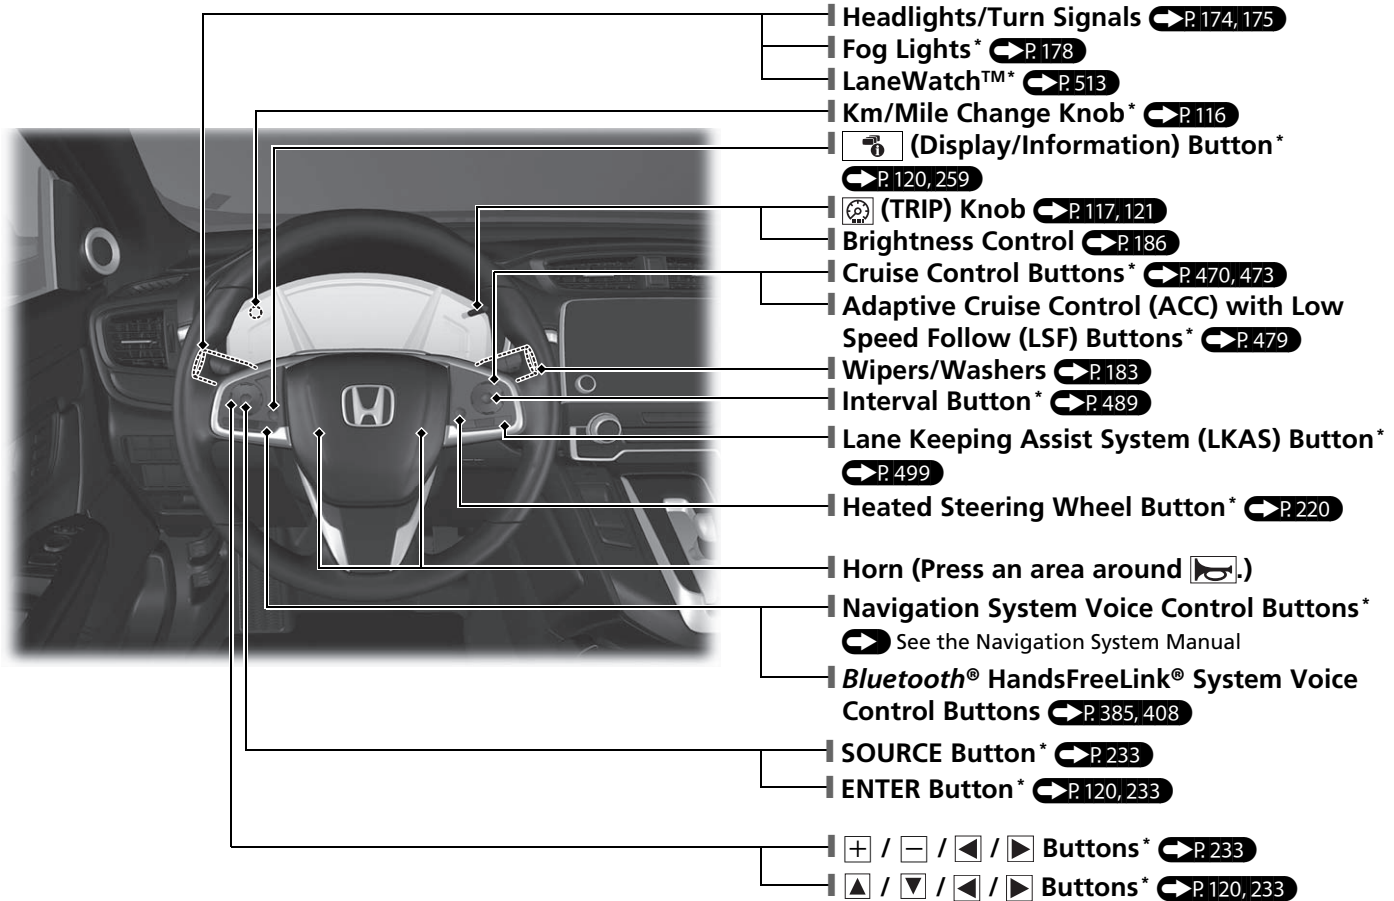 Headlights/Turn Signals P. 174, 175
Fog Lights* P. 178
LaneWatch™* P. 513
Km/Mile Change Knob* P. 116
(Display/Information) Button*
P. 120, 259
(TRIP) Knob P. 117, 121
Brightness Control P. 186
Cruise Control Buttons* P. 470, 473
Adaptive Cruise Control (ACC) with Low
Speed Follow (LSF) Buttons* P. 479
Wipers/Washers P. 183
Interval Button* P. 489
Lane Keeping Assist System (LKAS) Button*
P. 499
Heated Steering Wheel Button* P. 220
Horn (Press an area around .)
Navigation System Voice Control Buttons*
See the Navigation System Manual
Bluetooth® HandsFreeLink® System Voice
Control Buttons P. 385, 408
SOURCE Button* P. 233
ENTER Button* P. 120, 233
+ / − / ◀ / ▶ Buttons* P. 233
▲ / ▼ / ◀ / ▶ Buttons* P. 120, 233